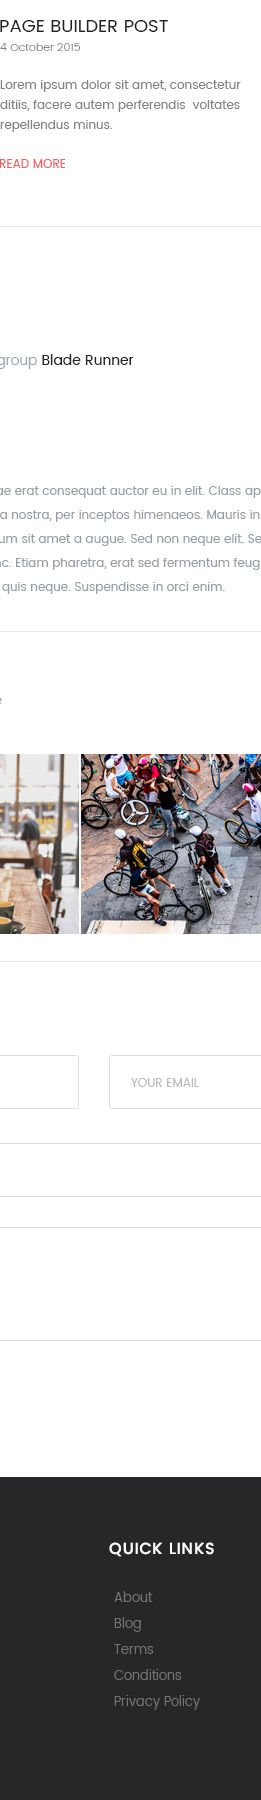 PAGE BUILDER POST
4 October 2015
Lorem ipsum dolor sit amet, consectetur
ditiis, facere autem perferendis voltates
repellendus minus.
READ MORE
group Blade Runner
ae erat consequat auctor eu in elit. Class ap
a nostra, per inceptos himenaeos. Mauris in
um sit amet a augue. Sed non neque elit. Se
nc. Etiam pharetra, erat sed fermentum feug
quis neque. Suspendisse in orci enim.
e
YOUR EMAIL
QUICK LINKS
About
Blog
Terms
Conditions
Privacy Policy